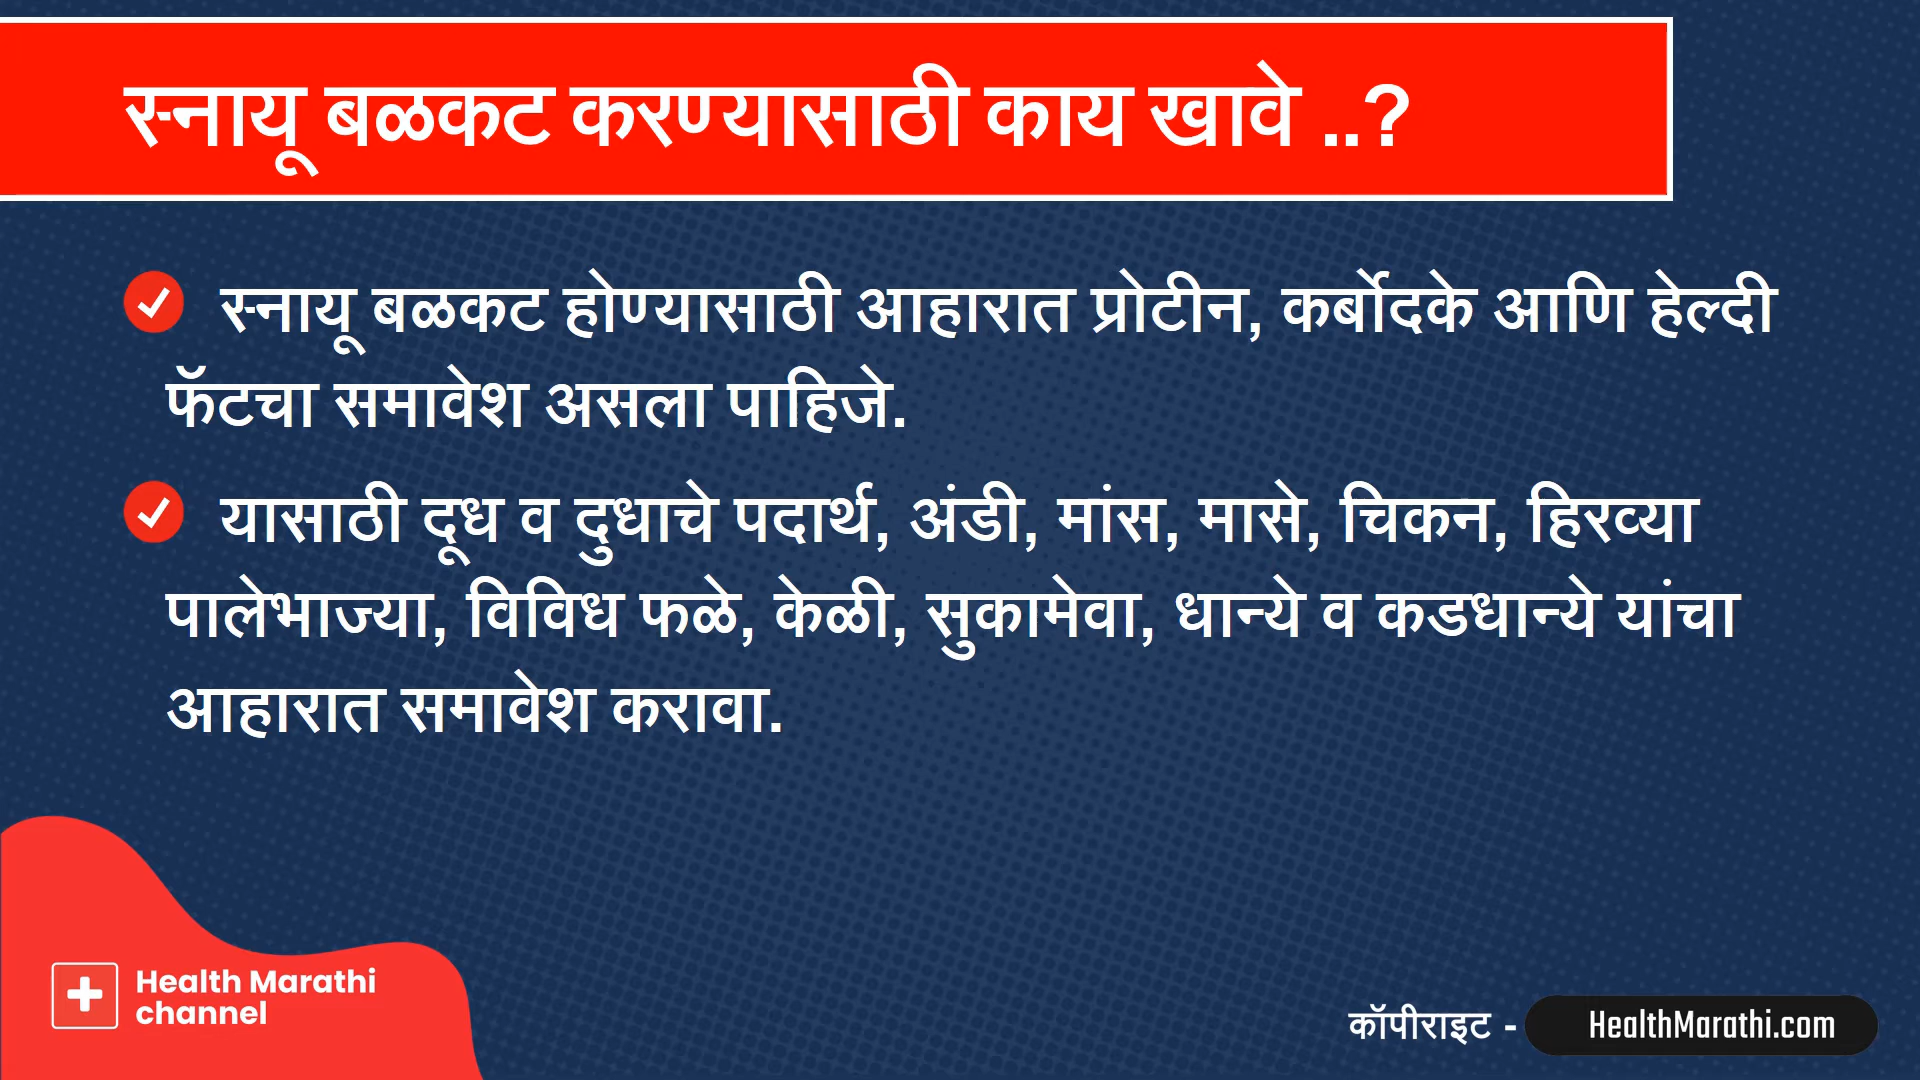 स्नायू बळकट करण्यासाठी काय खावे ..?
स्नायू बळकट होण्यासाठी आहारात प्रोटीन, कर्बोदके आणि हेल्दी
फॅटचा समावेश असला पाहिजे.
यासाठी दूध व दुधाचे पदार्थ, अंडी, मांस, मासे, चिकन, हिरव्या
पालेभाज्या, विविध फळे, केळी, सुकामेवा, धान्ये व कडधान्ये यांचा
आहारात समावेश करावा.
Health Marathi
channel
कॉपीराइट - HealthMarathi.com